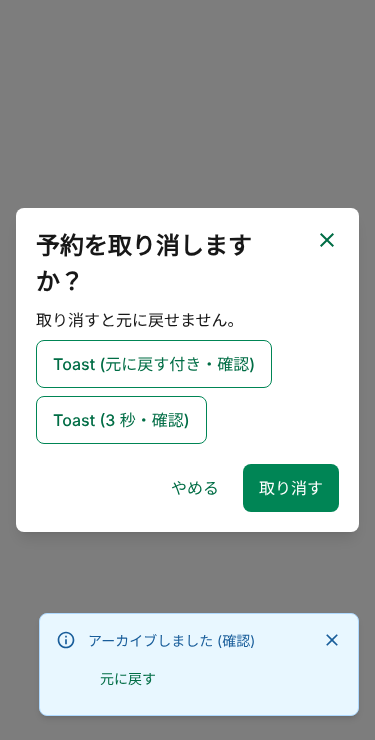 予約を取り消します
か？
取り消すと元に戻せません。
Toast (元に戻す付き・確認)
Toast (3 秒・確認)
やめる
取り消す
アーカイブしました (確認)
元に戻す